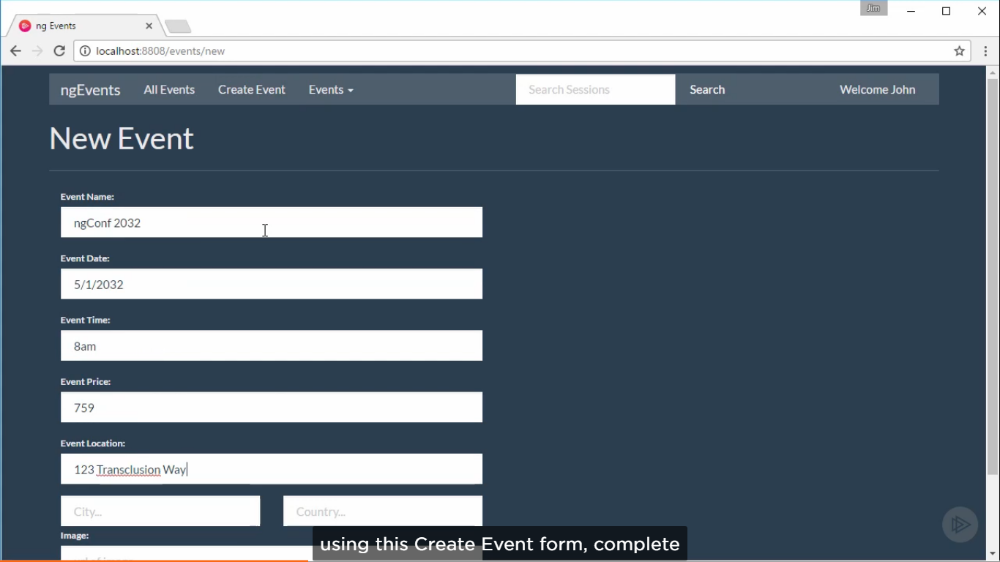 Jim
ng Events
localhost:8808/events/new
ngEvents All Events Create Event Events Search Sessions Search Welcome John
New Event
Event Name:
ngConf 2032
Event Date:
5/1/2032
Event Time:
8am
Event Price:
759
Event Location:
123 Transclusion Way
City... Country...
Image:
using this Create Event form, complete